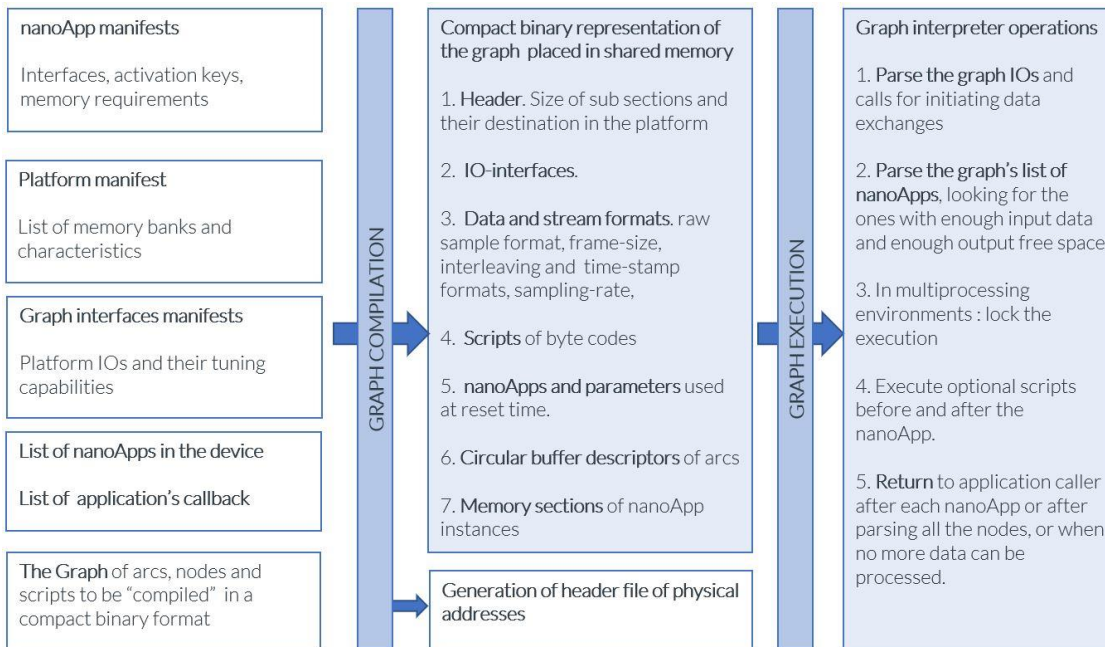 nanoApp manifests
Interfaces, activation keys,
memory requirements
Platform manifest
List of memory banks and
characteristics
Graph interfaces manifests
Platform IOs and their tuning
capabilities
List of nanoApps in the device
List of application's callback
The Graph of arcs, nodes and
scripts to be “compiled” in a
compact binary format
GRAPH COMPILATION
Compact binary representation of
the graph placed in shared memory
1. Header. Size of sub sections and
their destination in the platform
2. IO-interfaces.
3. Data and stream formats. raw
sample format, frame-size,
interleaving and time-stamp
formats, sampling-rate,
4. Scripts of byte codes
5. nanoApps and parameters used
at reset time.
6. Circular buffer descriptors of arcs
7. Memory sections of nanoApp
instances
Generation of header file of physical
addresses
GRAPH EXECUTION
Graph interpreter operations
1. Parse the graph IOs and
calls for initiating data
exchanges
2. Parse the graph's list of
nanoApps, looking for the
ones with enough input data
and enough output free space
3. In multiprocessing
environments : lock the
execution
4. Execute optional scripts
before and after the
nanoApp.
5. Return to application caller
after each nanoApp or after
parsing all the nodes, or when
no more data can be
processed.